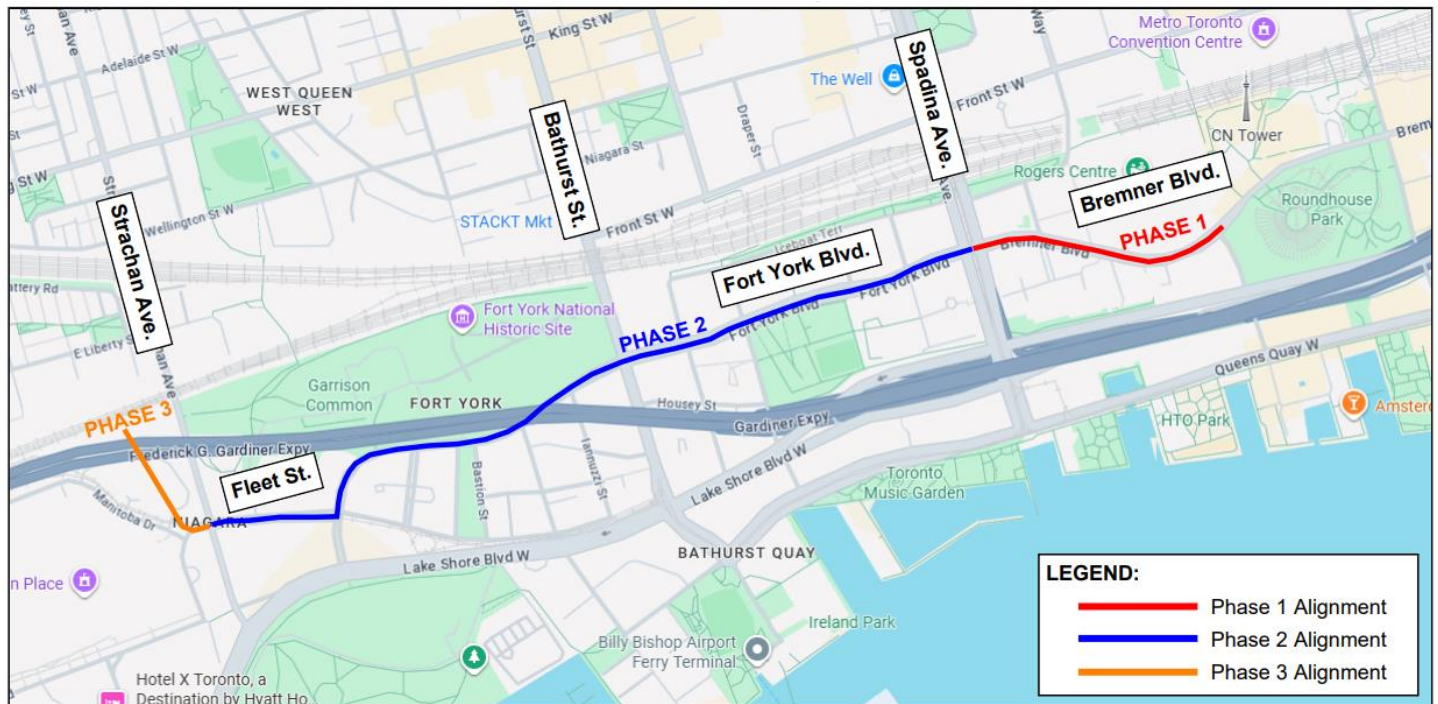 King St W
Metro Toronto
Convention Centre
Adelaide St W
The Well
Spadina Ave.
Front St W
WEST QUEEN
WEST
Bathurst St.
Draper St
Niagara St
CN Tower
Rogers Centre
Bremner Blvd.
Roundhouse
Park
Strachan Ave.
Wellington St W
STACKT Mkt
Front St W
Iceboat Terr
PHASE 1
Bremner Blvd
Fort York Blvd.
Fort York Blvd
Fort York National
Historic Site
PHASE 2
Fort York Blvd
E Liberty S
Garrison
Common
FORT YORK
Housey St
Queens Quay W
PHASE 3
Gardiner Expy
HTO Park
Amster
Frederick G. Gardiner Expy
Fleet St.
Iannuzzi St
Bastion St
Lake Shore Blvd W
Toronto
Music Garden
Manitoba Dr
NIAGARA
Lake Shore Blvd W
BATHURST QUAY
n Place
Ireland Park
Billy Bishop Airport
Ferry Terminal
Hotel X Toronto, a
Destination by Hyatt Ho
LEGEND:
Phase 1 Alignment
Phase 2 Alignment
Phase 3 Alignment